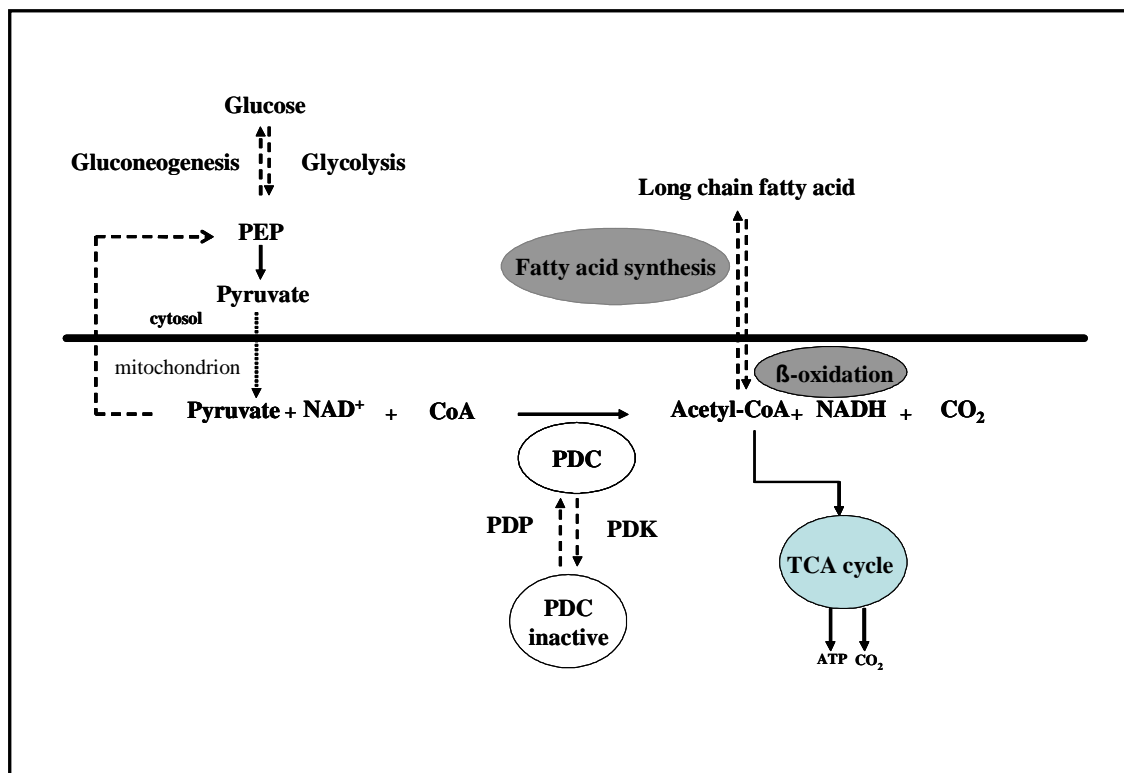 Glucose
Gluconeogenesis Glycolysis
Long chain fatty acid
PEP
Fatty acid synthesis
Pyruvate
cytosol
mitochondrion
ß-oxidation
Pyruvate + NAD⁺ + CoA Acetyl-CoA + NADH + CO₂
PDC
PDP PDK
TCA cycle
PDC
inactive
ATP CO₂